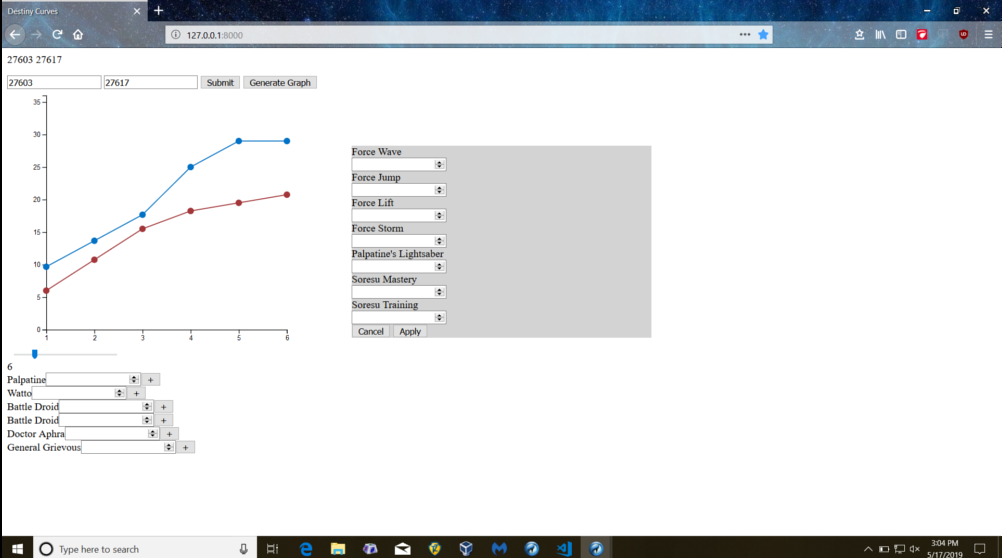 Destiny Curves
127.0.0.1:8000
27603 27617
27603 27617 Submit Generate Graph
35
30
25
20
15
10
5
0
1 2 3 4 5 6
Force Wave
Force Jump
Force Lift
Force Storm
Palpatine's Lightsaber
Soresu Mastery
Soresu Training
Cancel Apply
6
Palpatine +
Watto +
Battle Droid +
Battle Droid +
Doctor Aphra +
General Grievous +
Type here to search
3:04 PM
5/17/2019